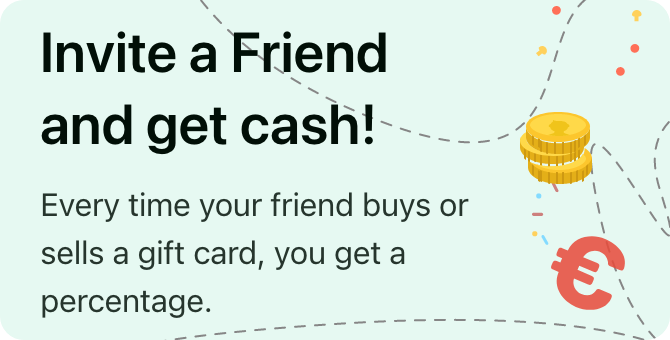 Invite a Friend
and get cash!
Every time your friend buys or
sells a gift card, you get a
percentage.
€